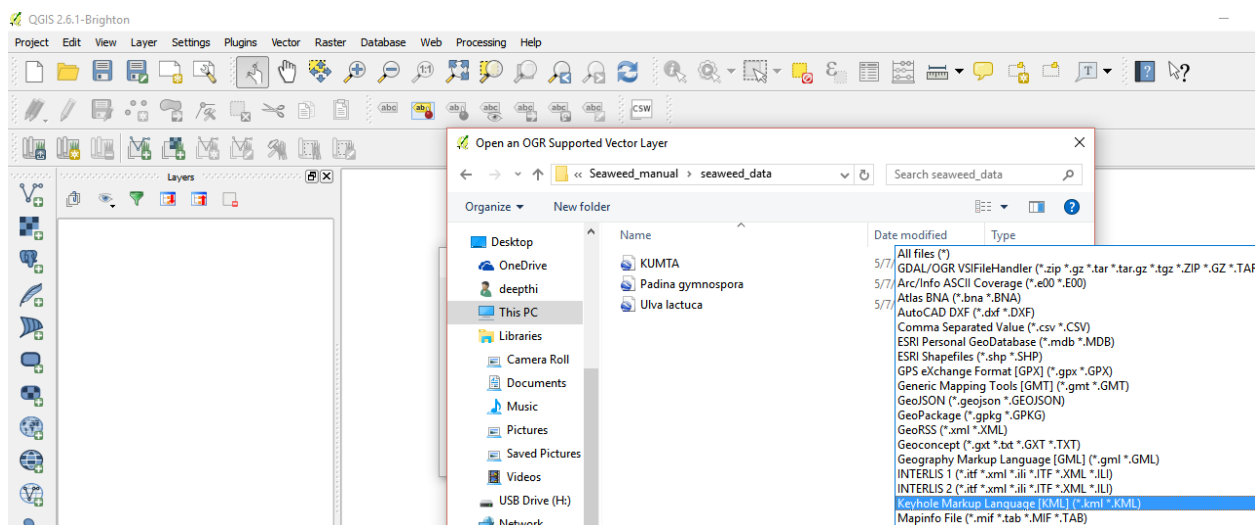 QGIS 2.6.1-Brighton
Project Edit View Layer Settings Plugins Vector Raster Database Web Processing Help
1:1 T ? ?
abc abc abc abc abc abc CSW
Open an OGR Supported Vector Layer
Layers
« Seaweed_manual › seaweed_data
Search seaweed_data
Organize
New folder
?
Name Date modified Type
Desktop
OneDrive
deepthi
This PC
Libraries
Camera Roll
Documents
Music
Pictures
Saved Pictures
Videos
USB Drive (H:)
Network
KUMTA 5/7/
Padina gymnospora 5/7/
Ulva lactuca 5/7/
All files (*)
GDAL/OGR VSIFileHandler (*.zip *.gz *.tar *.tar.gz *.tgz *.ZIP *.GZ *.TAR
Arc/Info ASCII Coverage (*.e00 *.E00)
Atlas BNA (*.bna *.BNA)
AutoCAD DXF (*.dxf *.DXF)
Comma Separated Value (*.csv *.CSV)
ESRI Personal GeoDatabase (*.mdb *.MDB)
ESRI Shapefiles (*.shp *.SHP)
GPS eXchange Format [GPX] (*.gpx *.GPX)
Generic Mapping Tools [GMT] (*.gmt *.GMT)
GeoJSON (*.geojson *.GEOJSON)
GeoPackage (*.gpkg *.GPKG)
GeoRSS (*.xml *.XML)
Geoconcept (*.gxt *.txt *.GXT *.TXT)
Geography Markup Language [GML] (*.gml *.GML)
INTERLIS 1 (*.itf *.xml *.ili *.ITF *.XML *.ILI)
INTERLIS 2 (*.itf *.xml *.ili *.ITF *.XML *.ILI)
Keyhole Markup Language [KML] (*.kml *.KML)
Mapinfo File (*.mif *.tab *.MIF *.TAB)